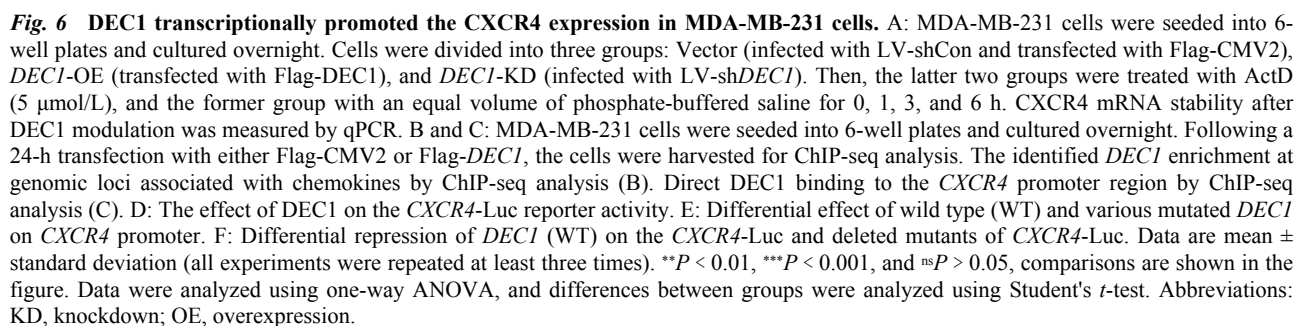 Fig. 6 DEC1 transcriptionally promoted the CXCR4 expression in MDA-MB-231 cells. A: MDA-MB-231 cells were seeded into 6-
well plates and cultured overnight. Cells were divided into three groups: Vector (infected with LV-shCon and transfected with Flag-CMV2),
DEC1-OE (transfected with Flag-DEC1), and DEC1-KD (infected with LV-shDEC1). Then, the latter two groups were treated with ActD
(5 μmol/L), and the former group with an equal volume of phosphate-buffered saline for 0, 1, 3, and 6 h. CXCR4 mRNA stability after
DEC1 modulation was measured by qPCR. B and C: MDA-MB-231 cells were seeded into 6-well plates and cultured overnight. Following a
24-h transfection with either Flag-CMV2 or Flag-DEC1, the cells were harvested for ChIP-seq analysis. The identified DEC1 enrichment at
genomic loci associated with chemokines by ChIP-seq analysis (B). Direct DEC1 binding to the CXCR4 promoter region by ChIP-seq
analysis (C). D: The effect of DEC1 on the CXCR4-Luc reporter activity. E: Differential effect of wild type (WT) and various mutated DEC1
on CXCR4 promoter. F: Differential repression of DEC1 (WT) on the CXCR4-Luc and deleted mutants of CXCR4-Luc. Data are mean ±
standard deviation (all experiments were repeated at least three times). **P < 0.01, ***P < 0.001, and nsP > 0.05, comparisons are shown in the
figure. Data were analyzed using one-way ANOVA, and differences between groups were analyzed using Student's t-test. Abbreviations:
KD, knockdown; OE, overexpression.